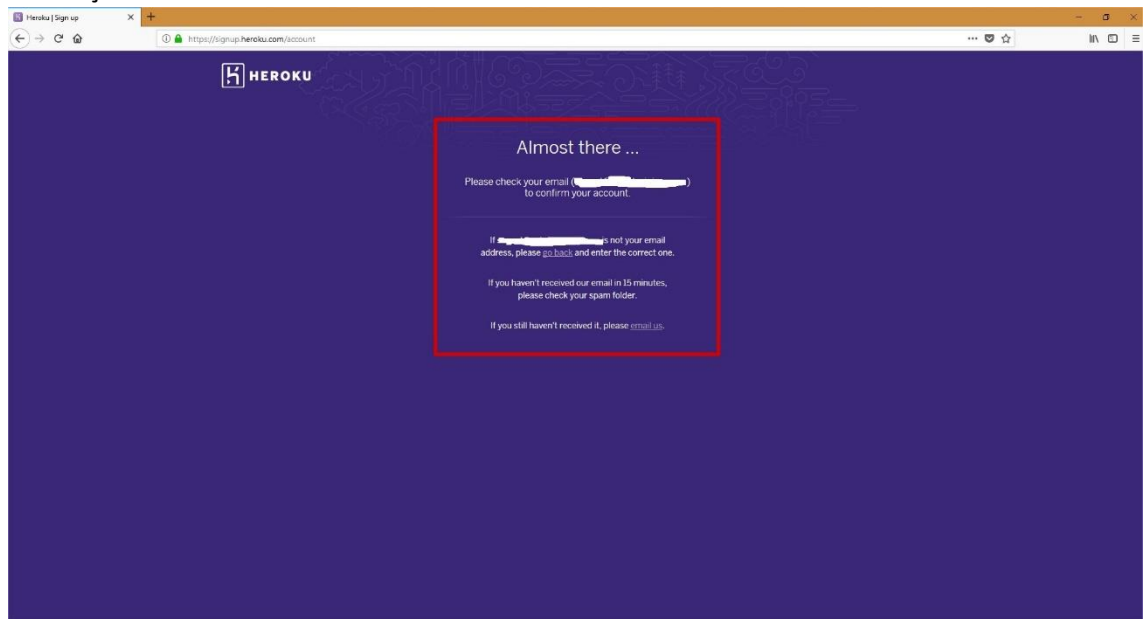 Heroku | Sign up
https://signup.heroku.com/account
HEROKU
Almost there ...
Please check your email ( )
to confirm your account.
If is not your email
address, please go back and enter the correct one.
If you haven't received our email in 15 minutes,
please check your spam folder.
If you still haven't received it, please email us.